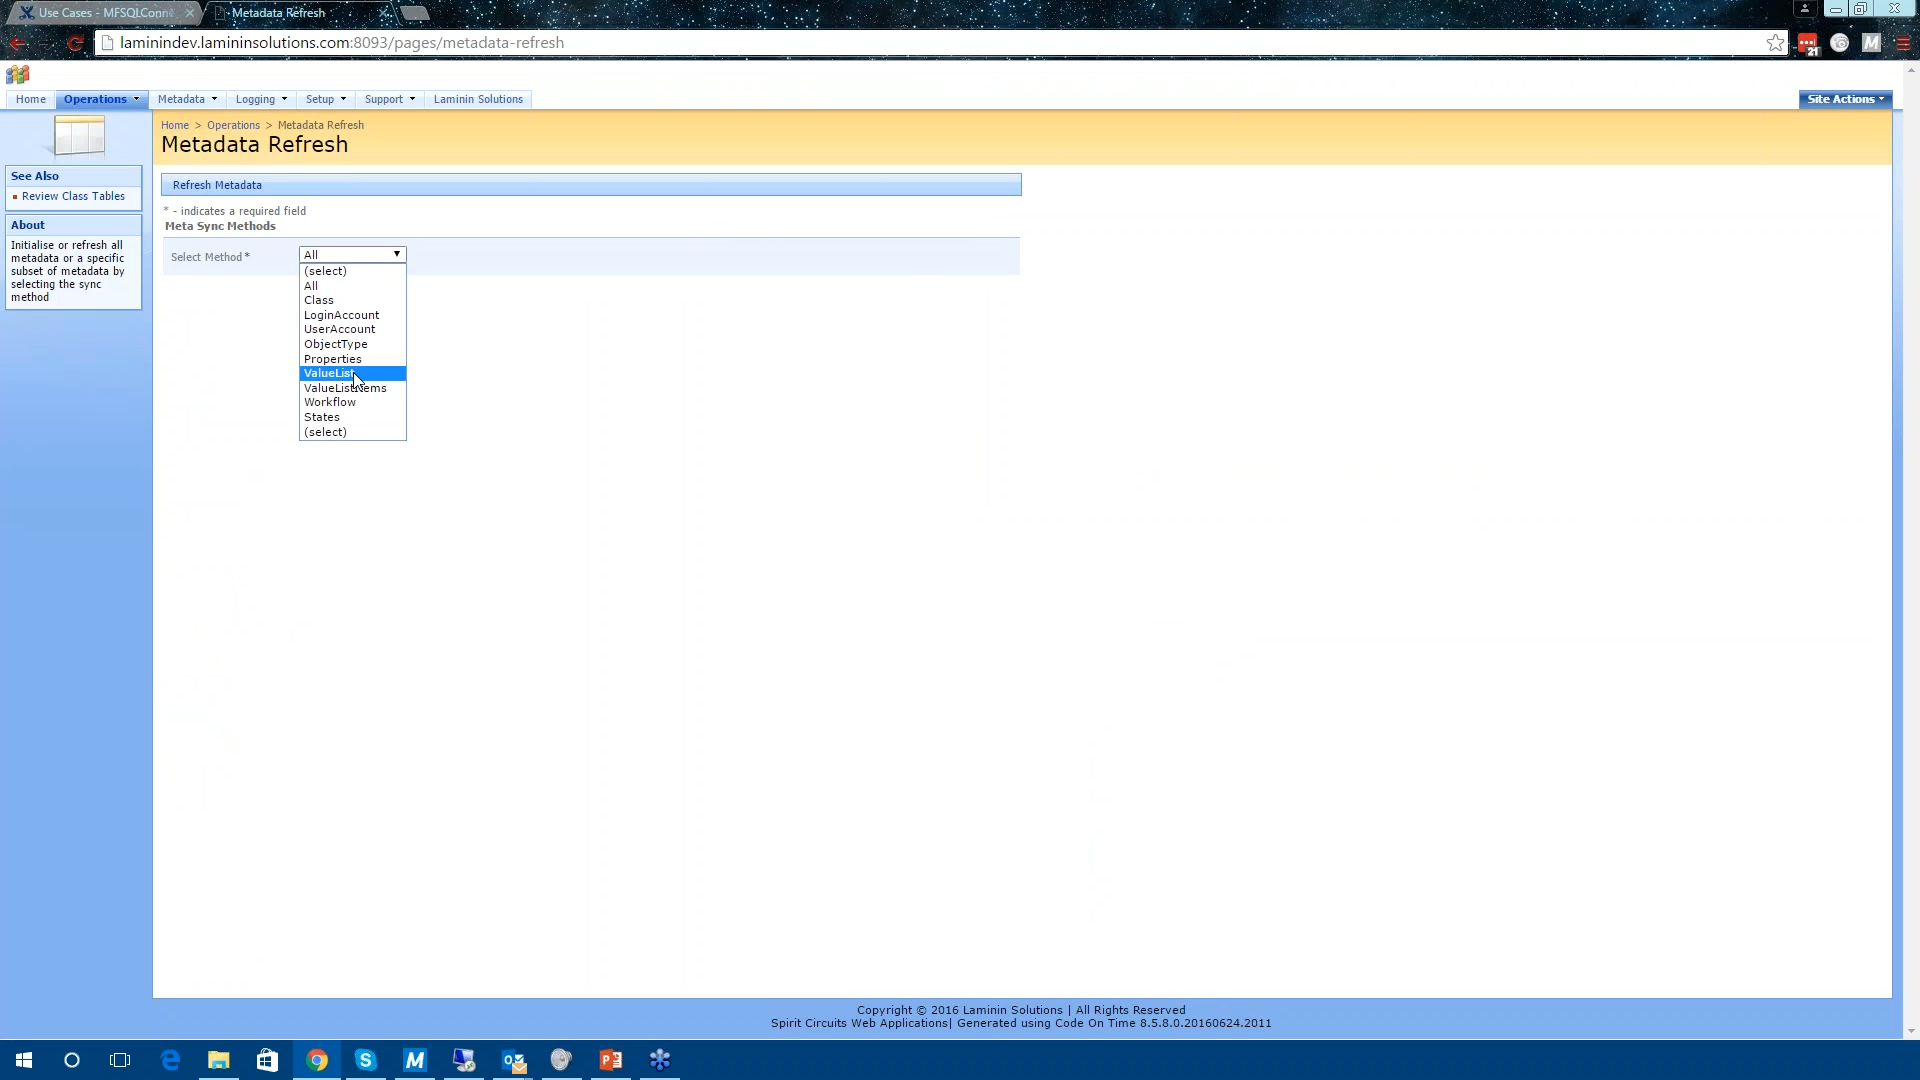 Use Cases - MFSQLConne
Metadata Refresh
laminindev.lamininsolutions.com:8093/pages/metadata-refresh
21
Home
Operations
Metadata
Logging
Setup
Support
Laminin Solutions
Site Actions
Home > Operations > Metadata Refresh
Metadata Refresh
See Also
Review Class Tables
About
Initialise or refresh all
metadata or a specific
subset of metadata by
selecting the sync
method
Refresh Metadata
* - indicates a required field
Meta Sync Methods
Select Method *
All
(select)
All
Class
LoginAccount
UserAccount
ObjectType
Properties
ValueList
ValueListItems
Workflow
States
(select)
Copyright © 2016 Laminin Solutions | All Rights Reserved
Spirit Circuits Web Applications| Generated using Code On Time 8.5.8.0.20160624.2011